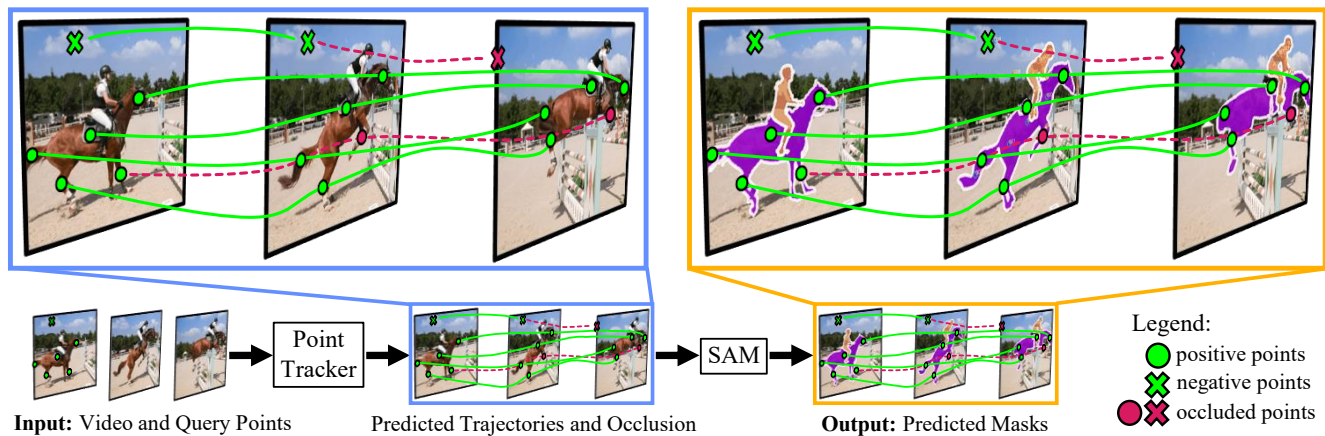 Point
Tracker
SAM
Legend:
positive points
negative points
occluded points
Input: Video and Query Points
Predicted Trajectories and Occlusion
Output: Predicted Masks